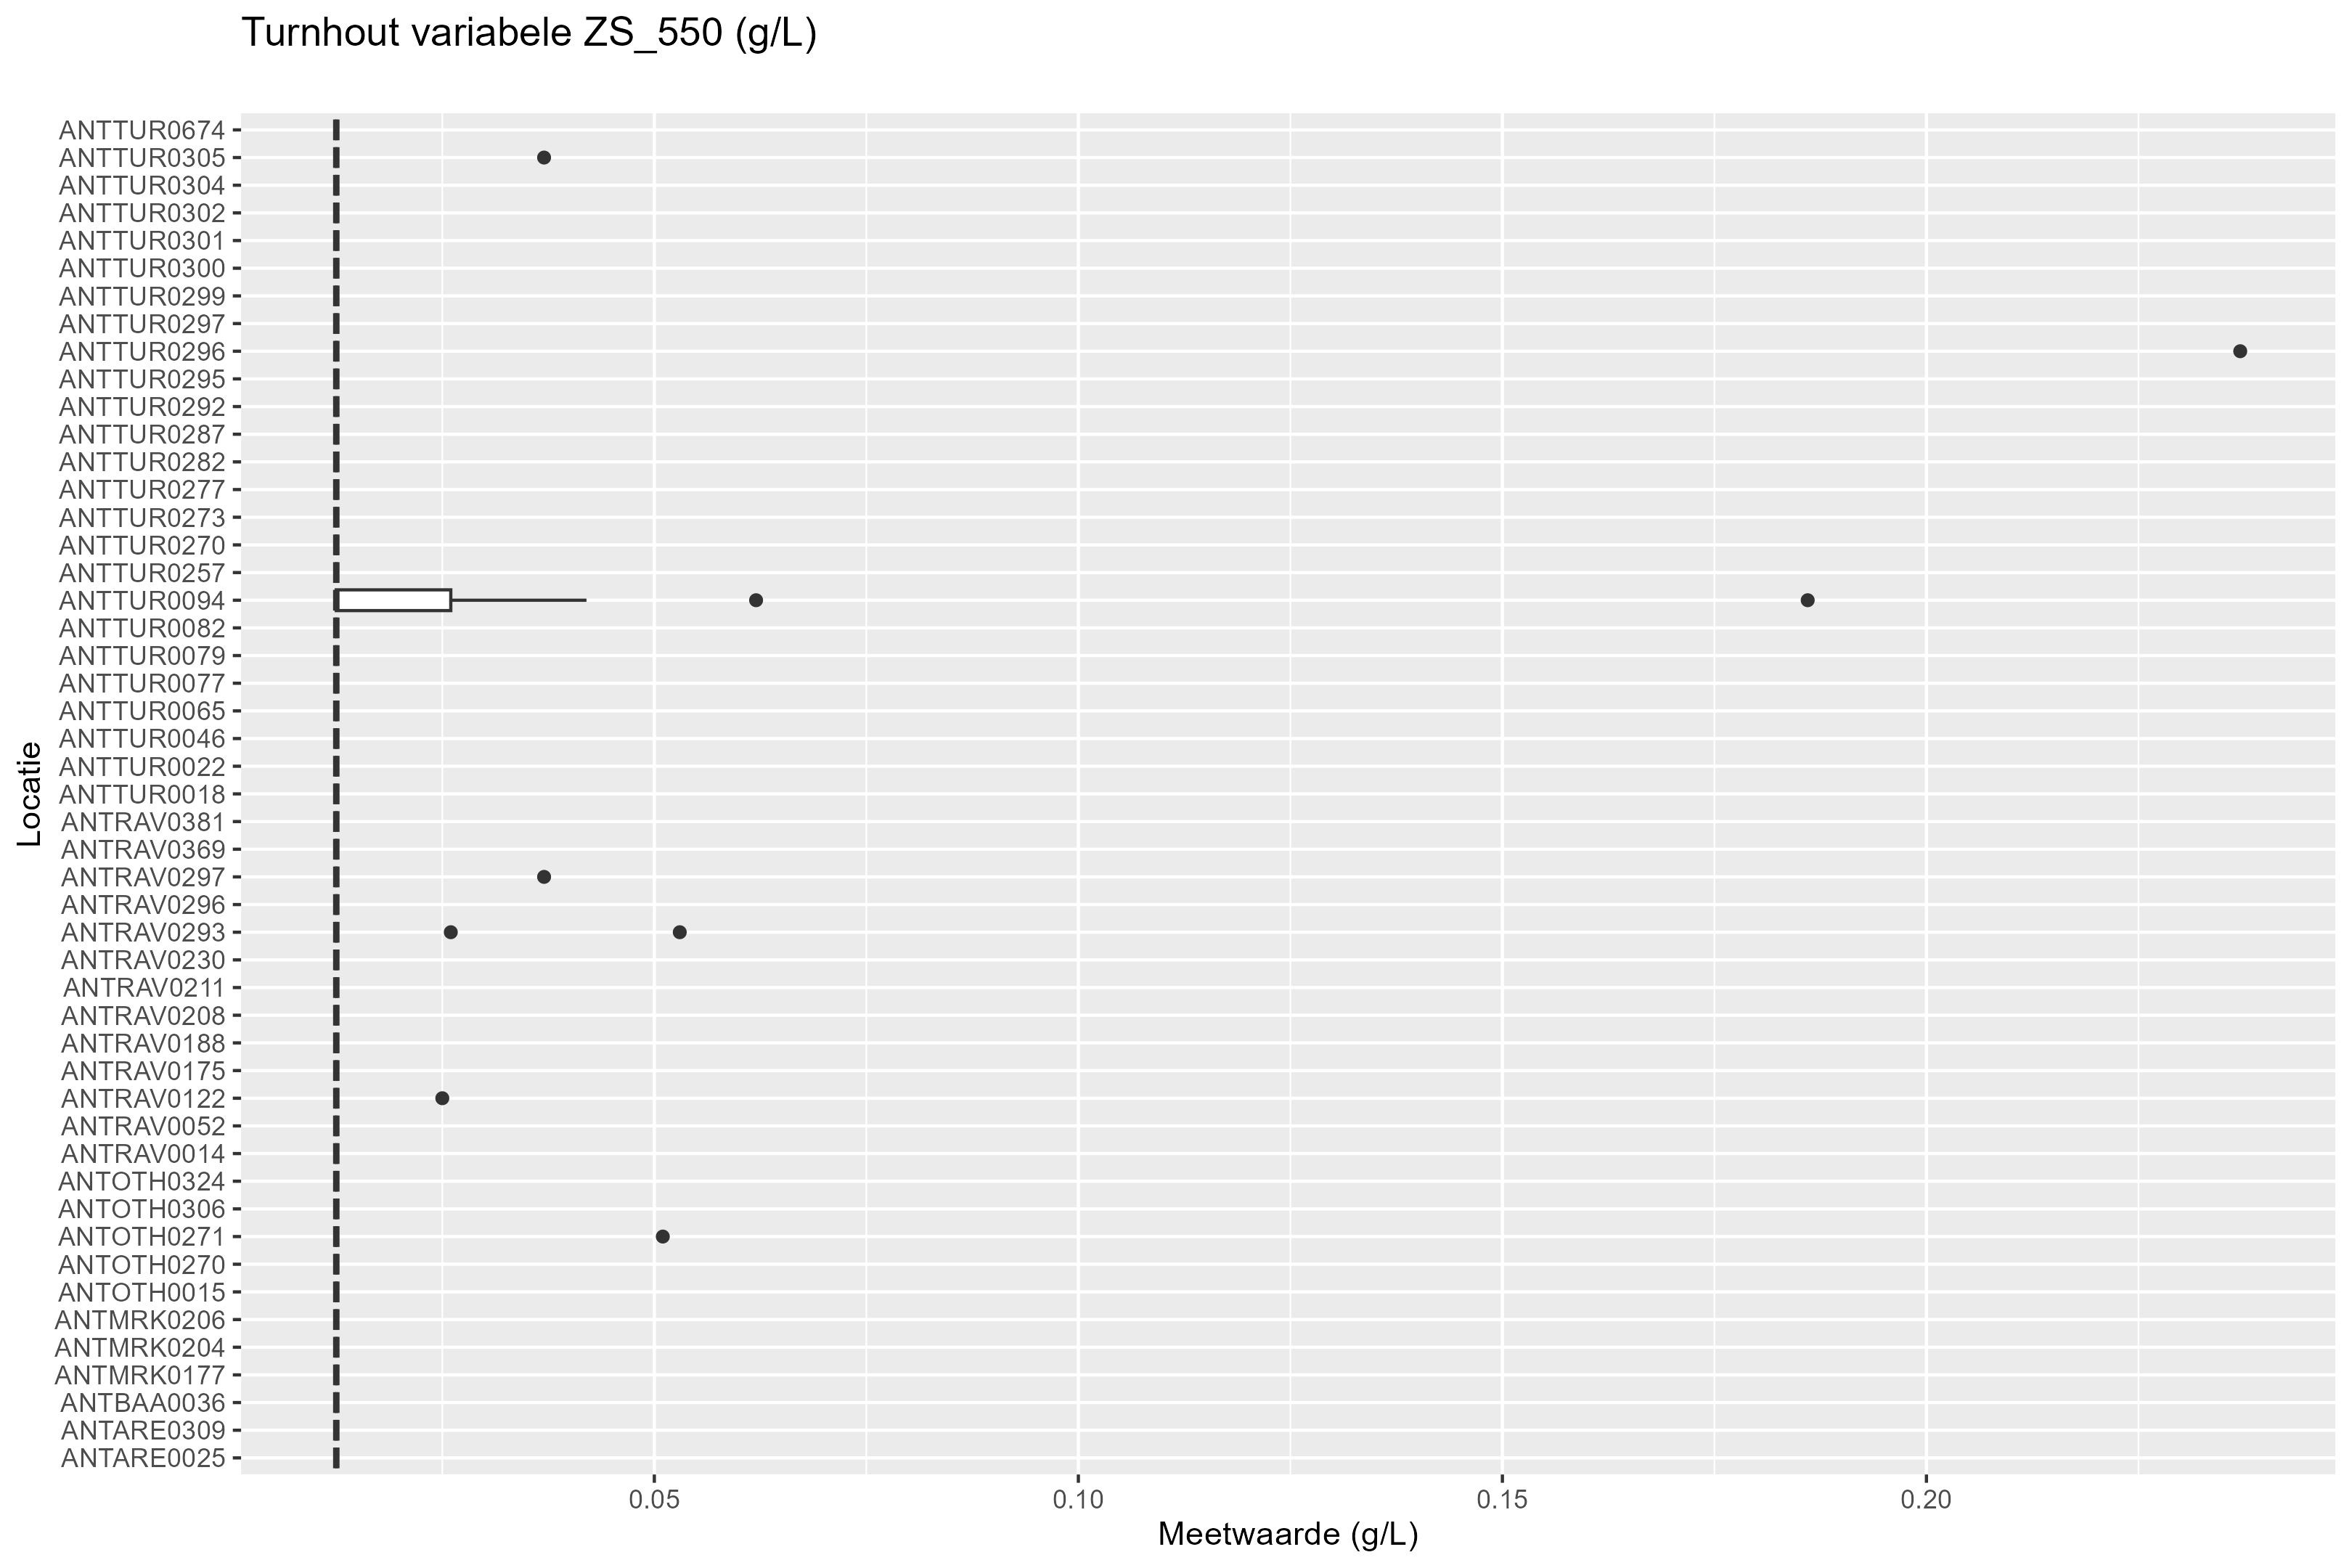 Turnhout variabele ZS_550 (g/L)
ANTTUR0674
ANTTUR0305
ANTTUR0304
ANTTUR0302
ANTTUR0301
ANTTUR0300
ANTTUR0299
ANTTUR0297
ANTTUR0296
ANTTUR0295
ANTTUR0292
ANTTUR0287
ANTTUR0282
ANTTUR0277
ANTTUR0273
ANTTUR0270
ANTTUR0257
ANTTUR0094
ANTTUR0082
ANTTUR0079
ANTTUR0077
ANTTUR0065
ANTTUR0046
ANTTUR0022
ANTTUR0018
ANTRAV0381
ANTRAV0369
ANTRAV0297
ANTRAV0296
ANTRAV0293
ANTRAV0230
ANTRAV0211
ANTRAV0208
ANTRAV0188
ANTRAV0175
ANTRAV0122
ANTRAV0052
ANTRAV0014
ANTOTH0324
ANTOTH0306
ANTOTH0271
ANTOTH0270
ANTOTH0015
ANTMRK0206
ANTMRK0204
ANTMRK0177
ANTBAA0036
ANTARE0309
ANTARE0025
Locatie
0.05 0.10 0.15 0.20
Meetwaarde (g/L)